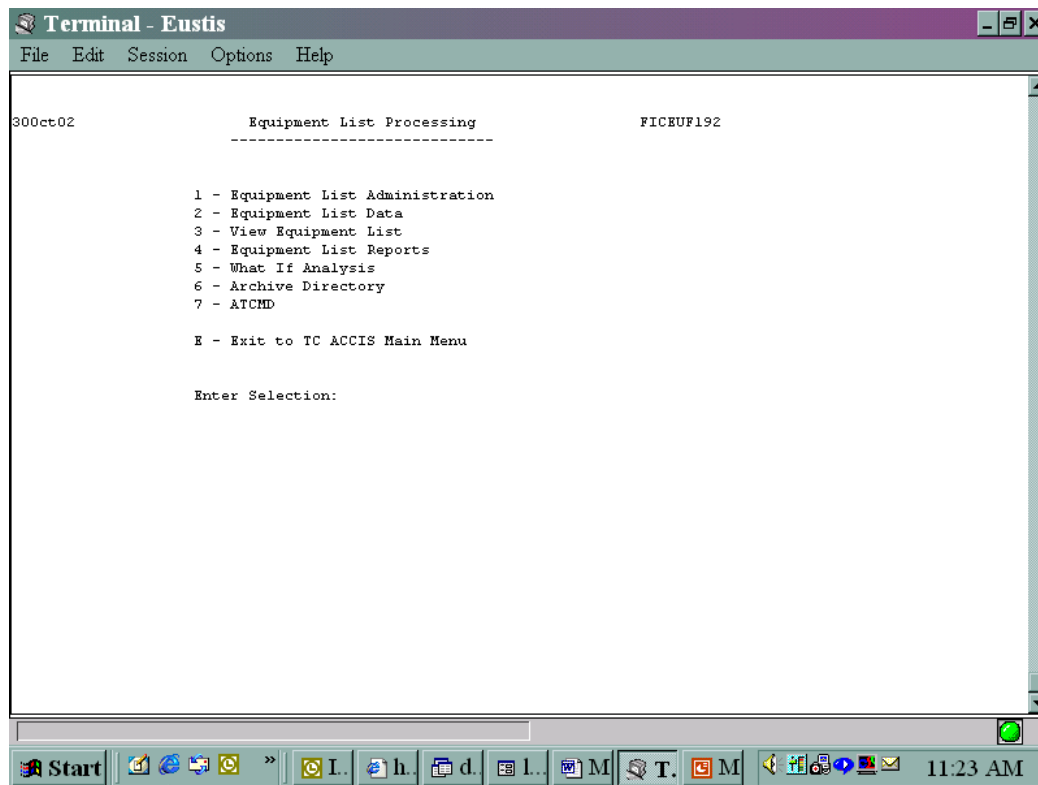 Terminal - Eustis
File Edit Session Options Help
30Oct02 Equipment List Processing FICEUF192
-----------------------------
1 - Equipment List Administration
2 - Equipment List Data
3 - View Equipment List
4 - Equipment List Reports
5 - What If Analysis
6 - Archive Directory
7 - ATCMD
E - Exit to TC ACCIS Main Menu
Enter Selection:
Start » I.. h.. d.. l... M T. M 11:23 AM